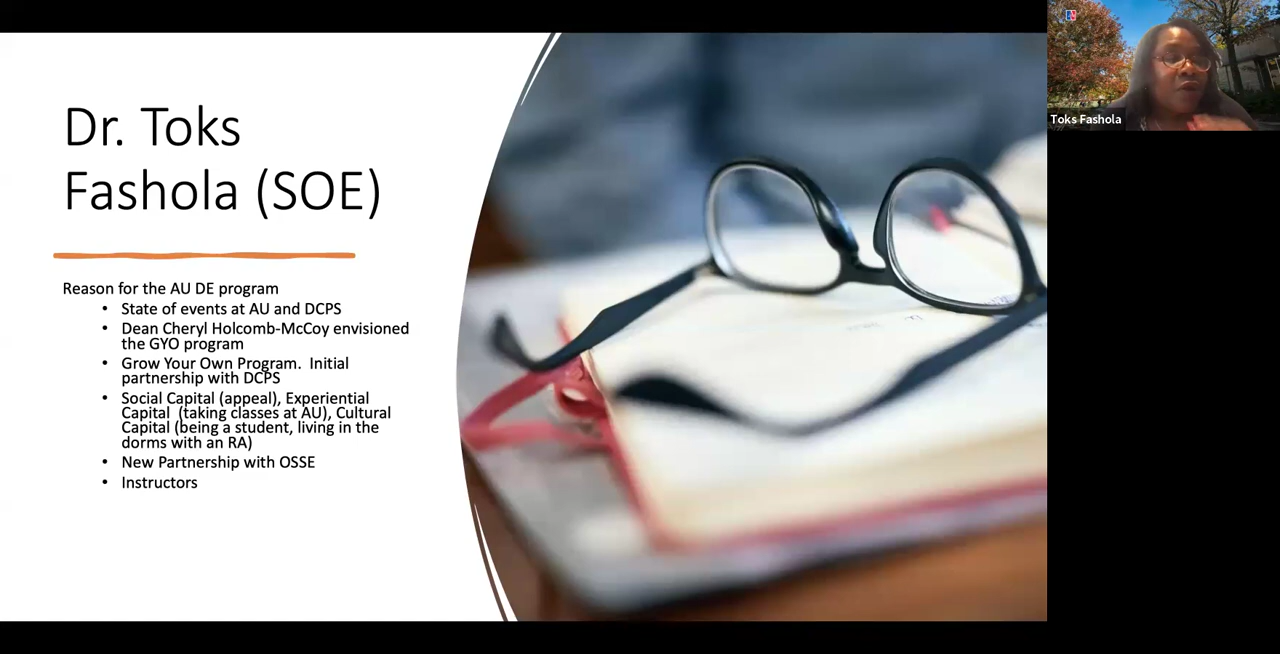 Dr. Toks
Fashola (SOE)
Reason for the AU DE program
• State of events at AU and DCPS
• Dean Cheryl Holcomb-McCoy envisioned
the GYO program
• Grow Your Own Program.  Initial
partnership with DCPS
• Social Capital (appeal), Experiential
Capital  (taking classes at AU), Cultural
Capital (being a student, living in the
dorms with an RA)
• New Partnership with OSSE
• Instructors
Toks Fashola